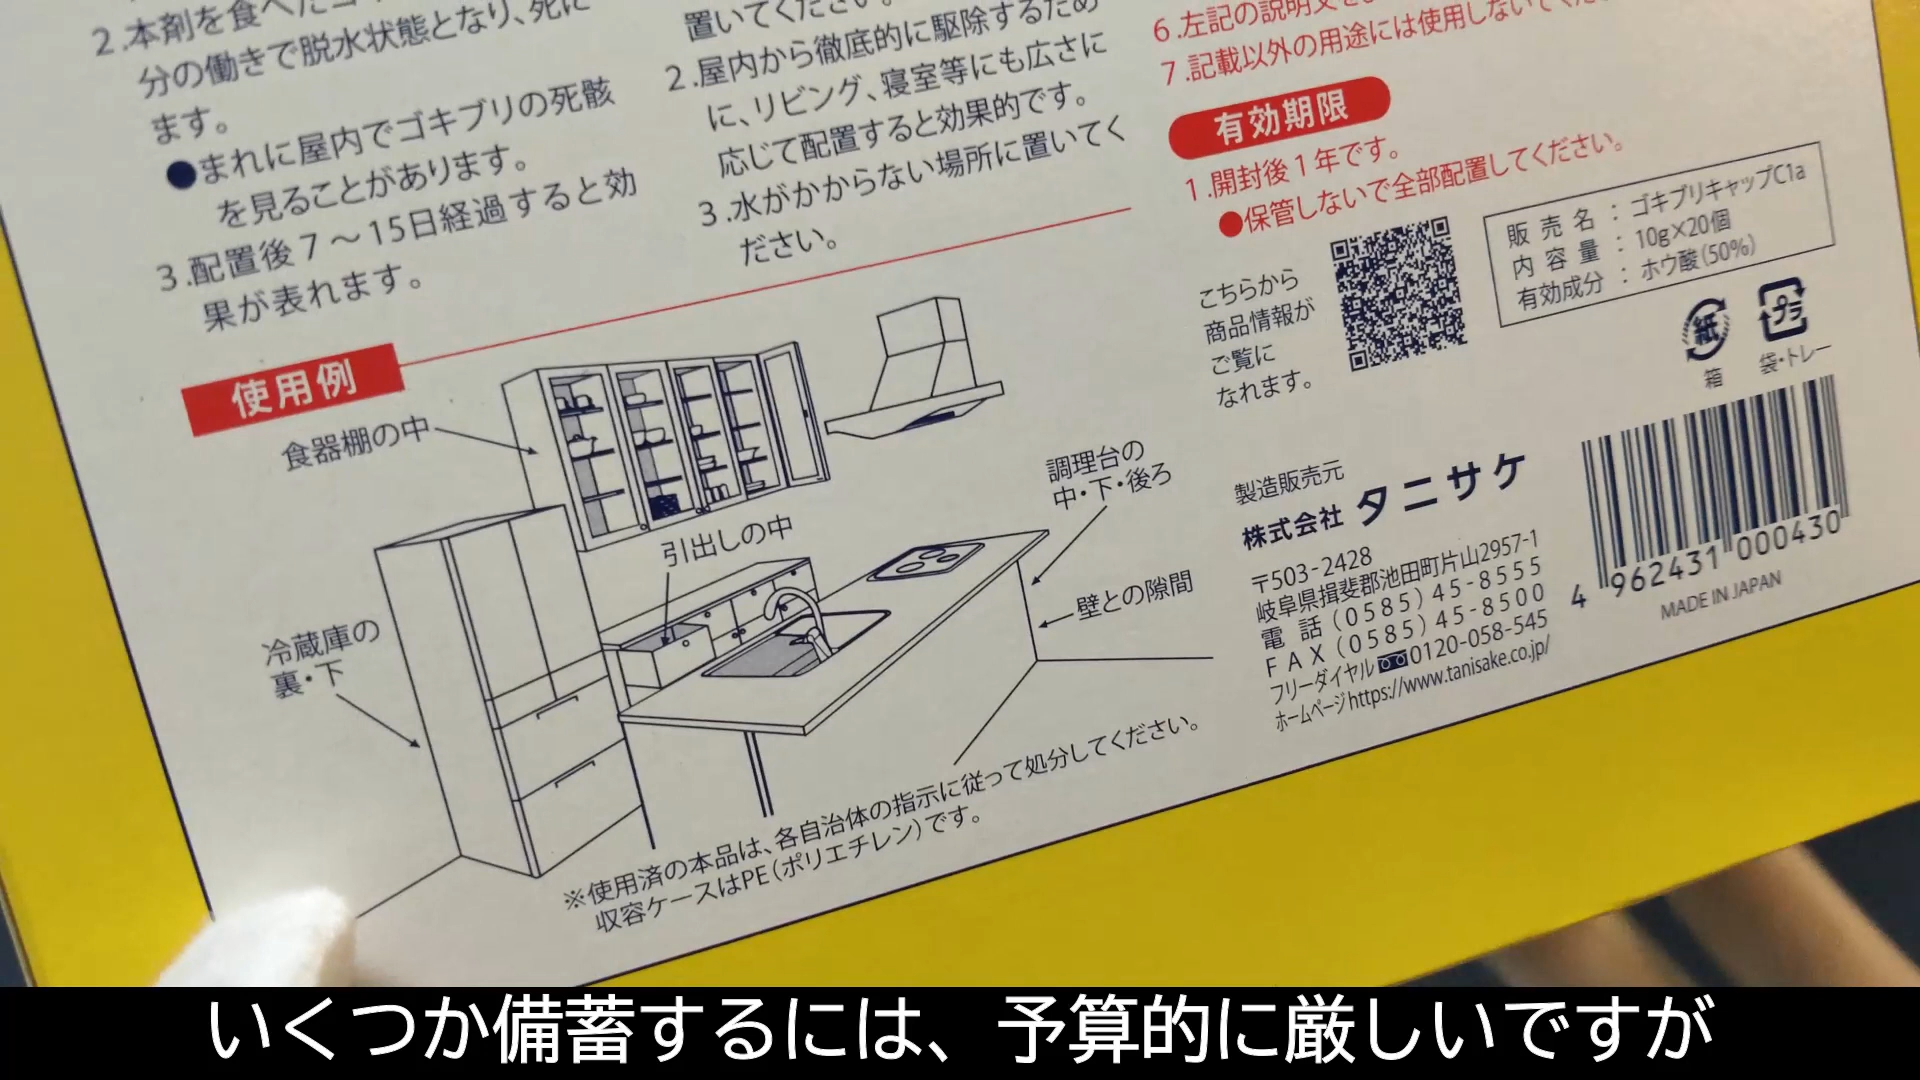 2.本剤を食べたゴキ
分の働きで脱水状態となり、死に
ます。
●まれに屋内でゴキブリの死骸
を見ることがあります。
3.配置後7～15日経過すると効
果が表れます。
置いてください。
2.屋内から徹底的に駆除するため
に、リビング、寝室等にも広さに
応じて配置すると効果的です。
3.水がかからない場所に置いてく
ださい。
6.左記の説明文を
7.記載以外の用途には使用しないでくだ
有効期限
1.開封後1年です。
●保管しないで全部配置してください。
こちらから
商品情報が
ご覧に
なれます。
販売名：ゴキブリキャップC1a
内容量：10g×20個
有効成分：ホウ酸(50%)
紙
箱
プラ
袋・トレー
使用例
食器棚の中
引出しの中
調理台の
中・下・後ろ
壁との隙間
冷蔵庫の
裏・下
※使用済の本品は、各自治体の指示に従って処分してください。
収容ケースはPE(ポリエチレン)です。
製造販売元
株式会社 タニサケ
〒503-2428
岐阜県揖斐郡池田町片山2957-1
電話(0585)45-8555
FAX(0585)45-8500
フリーダイヤル0120-058-545
ホームページhttps://www.tanisake.co.jp/
4 962431 000430
MADE IN JAPAN
いくつか備蓄するには、予算的に厳しいですが